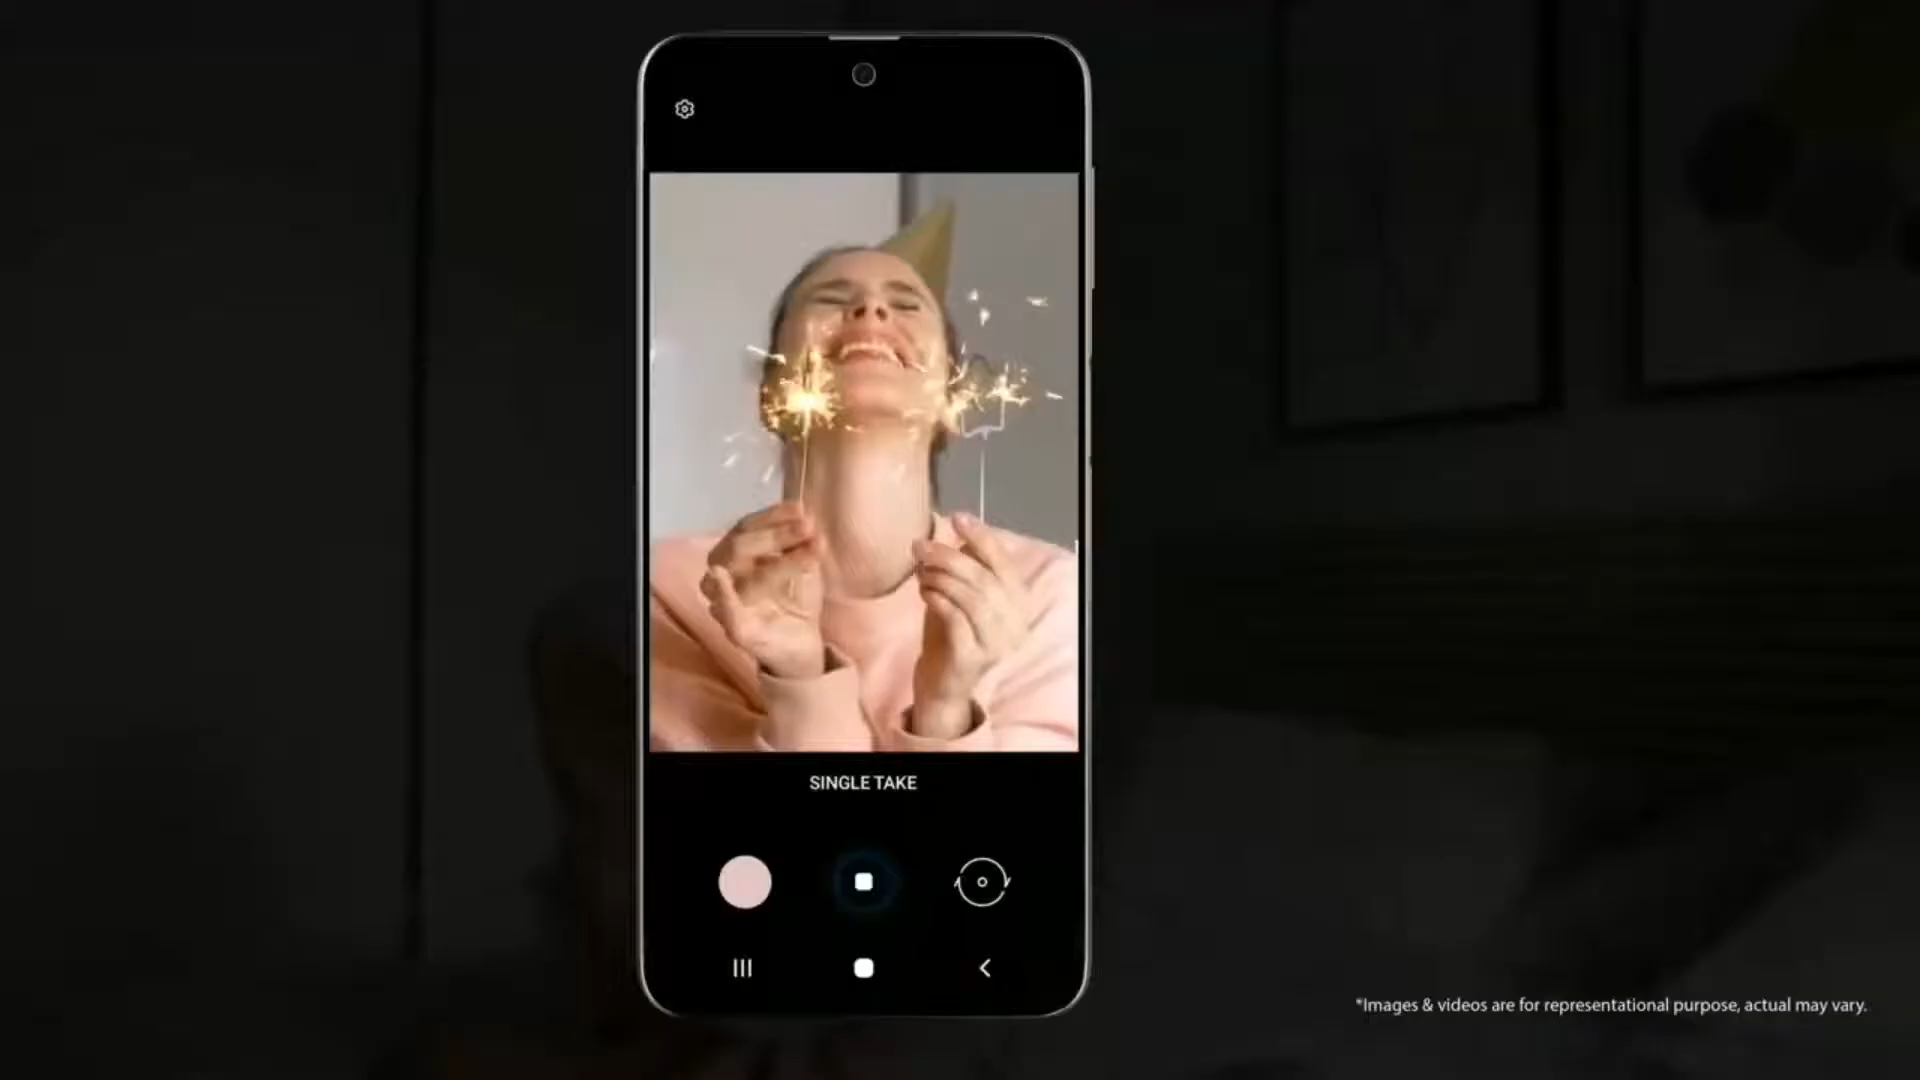 SINGLE TAKE
*Images & videos are for representational purpose, actual may vary.